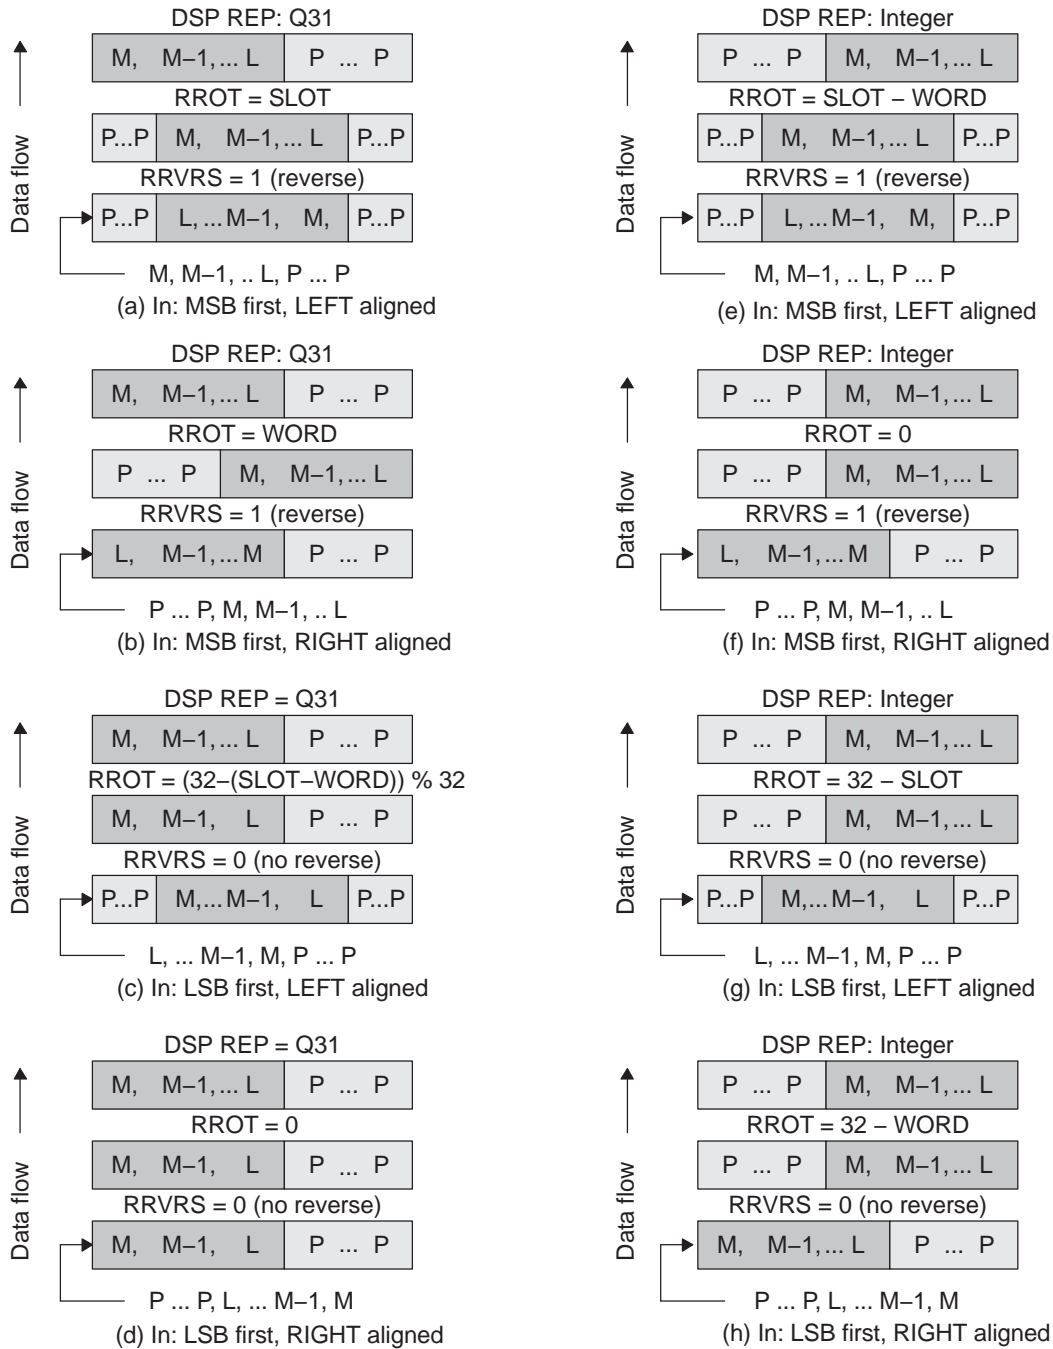 DSP REP: Q31
M, M–1,... L P ... P
RROT = SLOT
P...P M, M–1,... L P...P
RRVRS = 1 (reverse)
P...P L, ...M–1, M, P...P
M, M–1, .. L, P ... P
(a) In: MSB first, LEFT aligned
Data flow
DSP REP: Integer
P ... P M, M–1,... L
RROT = SLOT – WORD
P...P M, M–1,... L P...P
RRVRS = 1 (reverse)
P...P L, ...M–1, M, P...P
M, M–1, .. L, P ... P
(e) In: MSB first, LEFT aligned
Data flow
DSP REP: Q31
M, M–1,... L P ... P
RROT = WORD
P ... P M, M–1,... L
RRVRS = 1 (reverse)
L, M–1,... M P ... P
P ... P, M, M–1, .. L
(b) In: MSB first, RIGHT aligned
Data flow
DSP REP: Integer
P ... P M, M–1,... L
RROT = 0
P ... P M, M–1,... L
RRVRS = 1 (reverse)
L, M–1,... M P ... P
P ... P, M, M–1, .. L
(f) In: MSB first, RIGHT aligned
Data flow
DSP REP = Q31
M, M–1,... L P ... P
RROT = (32–(SLOT–WORD)) % 32
M, M–1, L P ... P
RRVRS = 0 (no reverse)
P...P M,...M–1, L P...P
L, ... M–1, M, P ... P
(c) In: LSB first, LEFT aligned
Data flow
DSP REP: Integer
P ... P M, M–1,... L
RROT = 32 – SLOT
P ... P M, M–1,... L
RRVRS = 0 (no reverse)
P...P M,...M–1, L P...P
L, ... M–1, M, P ... P
(g) In: LSB first, LEFT aligned
Data flow
DSP REP = Q31
M, M–1,... L P ... P
RROT = 0
M, M–1, L P ... P
RRVRS = 0 (no reverse)
M, M–1, L P ... P
P ... P, L, ... M–1, M
(d) In: LSB first, RIGHT aligned
Data flow
DSP REP: Integer
P ... P M, M–1,... L
RROT = 32 – WORD
P ... P M, M–1,... L
RRVRS = 0 (no reverse)
M, M–1,... L P ... P
P ... P, L, ... M–1, M
(h) In: LSB first, RIGHT aligned
Data flow